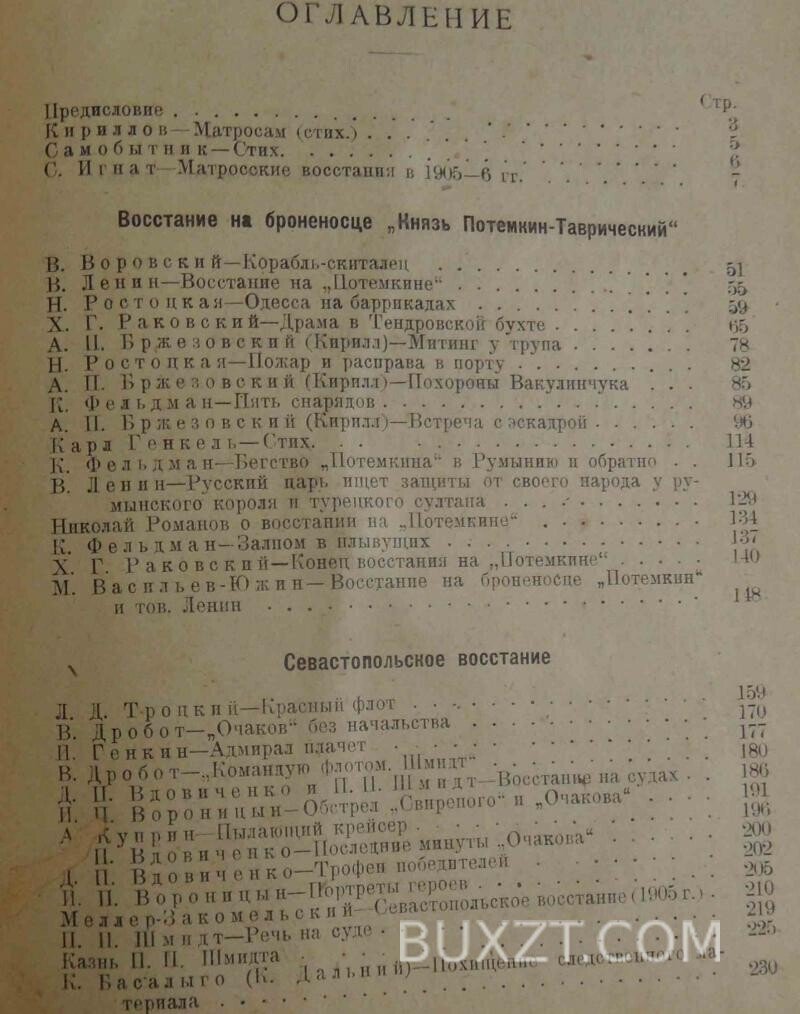 ОГЛАВЛЕНИЕ
Стр.
Предисловие 3
Кириллов—Матросам (стих.) 5
Самобытник—Стих. 6
С. Игнат—Матросские восстания в 1905—6 гг. 7
Восстание на броненосце „Князь Потемкин-Таврический“
В. Воровский—Корабль-скиталец 51
В. Ленин—Восстание на „Потемкине“ 55
Н. Ростоцкая—Одесса на баррикадах 59
Х. Г. Раковский—Драма в Тендровской бухте 65
А. П. Бржезовский (Кирилл)—Митинг у трупа 78
Н. Ростоцкая—Пожар и расправа в порту 82
А. П. Бржезовский (Кирилл)—Похороны Вакулинчука 85
К. Фельдман—Пять снарядов 89
А. П. Бржезовский (Кирилл)—Встреча с эскадрой 96
Карл Генкель—Стих. 114
К. Фельдман—Бегство „Потемкина“ в Румынию и обратно 115
В. Ленин—Русский царь ищет защиты от своего народа у ру-
мынского короля и турецкого султана 129
Николай Романов о восстании на „Потемкине“ 134
К. Фельдман—Залпом в плывущих 137
Х. Г. Раковский—Конец восстания на „Потемкине“ 140
М. Васильев-Южин—Восстание на броненосце „Потемкин“
и тов. Ленин 148
Севастопольское восстание
Л. Д. Троцкий—Красный флот 159
В. Дробот—„Очаков“ без начальства 170
И. Генкин—Адмирал плачет 177
В. Дробот—„Командую флотом. Шмидт“ 180
Д. П. Вдовиченко и П. П. Шмидт—Восстание на судах 186
И. Ч. Вороницын—Обстрел „Свирепого“ и „Очакова“ 191
А. Куприн—Пылающий крейсер 196
П. Вдовиченко—Последние минуты „Очакова“ 200
Д. П. Вдовиченко—Трофеи победителей 202
И. П. Вороницын—Портреты героев 205
Меллер-Закомельский—Севастопольское восстание (1905 г.) 210
П. П. Шмидт—Речь на суде 219
Казнь П. П. Шмидта 225
К. Басалыго (К. Дальний)—Похищение следственного ма-
териала 230
BUXZT.COM